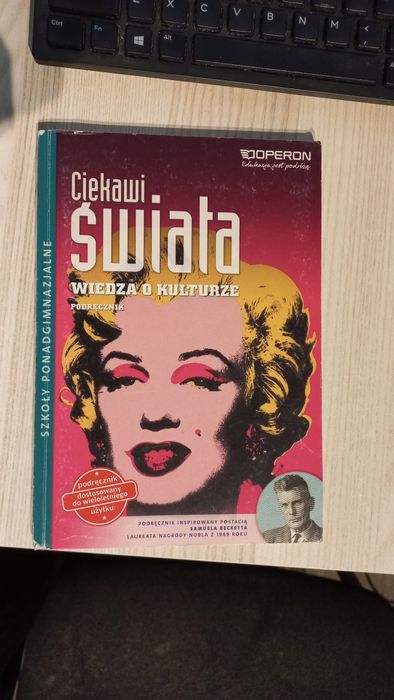 Ctrl
Fn
Alt
Z
X
C
V
B
N
M
OPERON
Edukacja jest podróżą
Ciekawi
świata
WIEDZA O KULTURZE
PODRĘCZNIK
SZKOŁY PONADGIMNAZJALNE
podręcznik
dostosowany
do wieloletniego
użytku
PODRĘCZNIK INSPIROWANY POSTACIĄ
SAMUELA BECKETTA
LAUREATA NAGRODY NOBLA Z 1969 ROKU